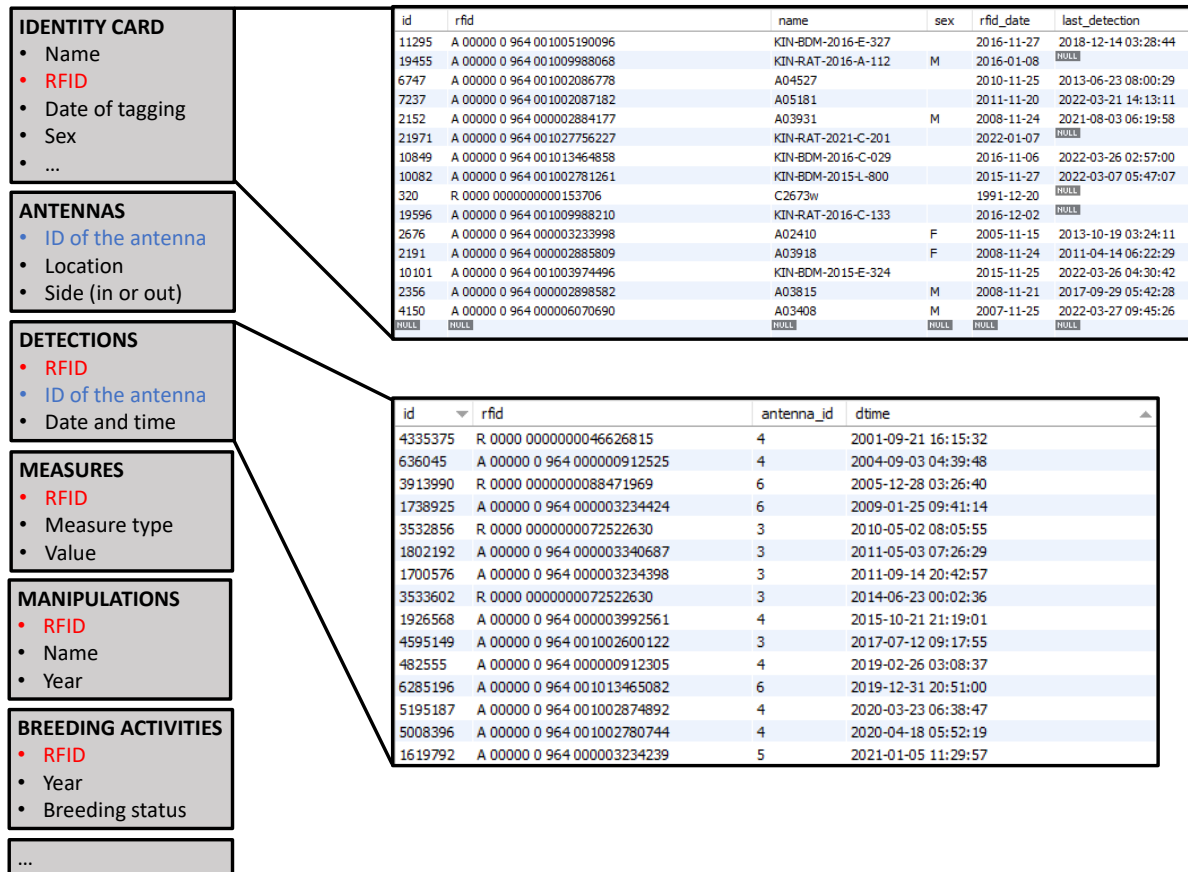 IDENTITY CARD
• Name
• RFID
• Date of tagging
• Sex
• ...
ANTENNAS
• ID of the antenna
• Location
• Side (in or out)
DETECTIONS
• RFID
• ID of the antenna
• Date and time
MEASURES
• RFID
• Measure type
• Value
MANIPULATIONS
• RFID
• Name
• Year
BREEDING ACTIVITIES
• RFID
• Year
• Breeding status
...
id rfid name sex rfid_date last_detection
11295 A 00000 0 964 001005190096 KIN-BDM-2016-E-327 2016-11-27 2018-12-14 03:28:44
19455 A 00000 0 964 001009988068 KIN-RAT-2016-A-112 M 2016-01-08 NULL
6747 A 00000 0 964 001002086778 A04527 2010-11-25 2013-06-23 08:00:29
7237 A 00000 0 964 001002087182 A05181 2011-11-20 2022-03-21 14:13:11
2152 A 00000 0 964 000002884177 A03931 M 2008-11-24 2021-08-03 06:19:58
21971 A 00000 0 964 001027756227 KIN-RAT-2021-C-201 2022-01-07 NULL
10849 A 00000 0 964 001013464858 KIN-BDM-2016-C-029 2016-11-06 2022-03-26 02:57:00
10082 A 00000 0 964 001002781261 KIN-BDM-2015-L-800 2015-11-27 2022-03-07 05:47:07
320 R 0000 0000000000153706 C2673w 1991-12-20 NULL
19596 A 00000 0 964 001009988210 KIN-RAT-2016-C-133 2016-12-02 NULL
2676 A 00000 0 964 000003233998 A02410 F 2005-11-15 2013-10-19 03:24:11
2191 A 00000 0 964 000002885809 A03918 F 2008-11-24 2011-04-14 06:22:29
10101 A 00000 0 964 001003974496 KIN-BDM-2015-E-324 2015-11-25 2022-03-26 04:30:42
2356 A 00000 0 964 000002898582 A03815 M 2008-11-21 2017-09-29 05:42:28
4150 A 00000 0 964 000006070690 A03408 M 2007-11-25 2022-03-27 09:45:26
NULL NULL NULL NULL NULL NULL
id rfid antenna_id dtime
4335375 R 0000 0000000046626815 4 2001-09-21 16:15:32
636045 A 00000 0 964 000000912525 4 2004-09-03 04:39:48
3913990 R 0000 0000000088471969 6 2005-12-28 03:26:40
1738925 A 00000 0 964 000003234424 6 2009-01-25 09:41:14
3532856 R 0000 0000000072522630 3 2010-05-02 08:05:55
1802192 A 00000 0 964 000003340687 3 2011-05-03 07:26:29
1700576 A 00000 0 964 000003234398 3 2011-09-14 20:42:57
3533602 R 0000 0000000072522630 3 2014-06-23 00:02:36
1926568 A 00000 0 964 000003992561 4 2015-10-21 21:19:01
4595149 A 00000 0 964 001002600122 3 2017-07-12 09:17:55
482555 A 00000 0 964 000000912305 4 2019-02-26 03:08:37
6285196 A 00000 0 964 001013465082 6 2019-12-31 20:51:00
5195187 A 00000 0 964 001002874892 4 2020-03-23 06:38:47
5008396 A 00000 0 964 001002780744 4 2020-04-18 05:52:19
1619792 A 00000 0 964 000003234239 5 2021-01-05 11:29:57